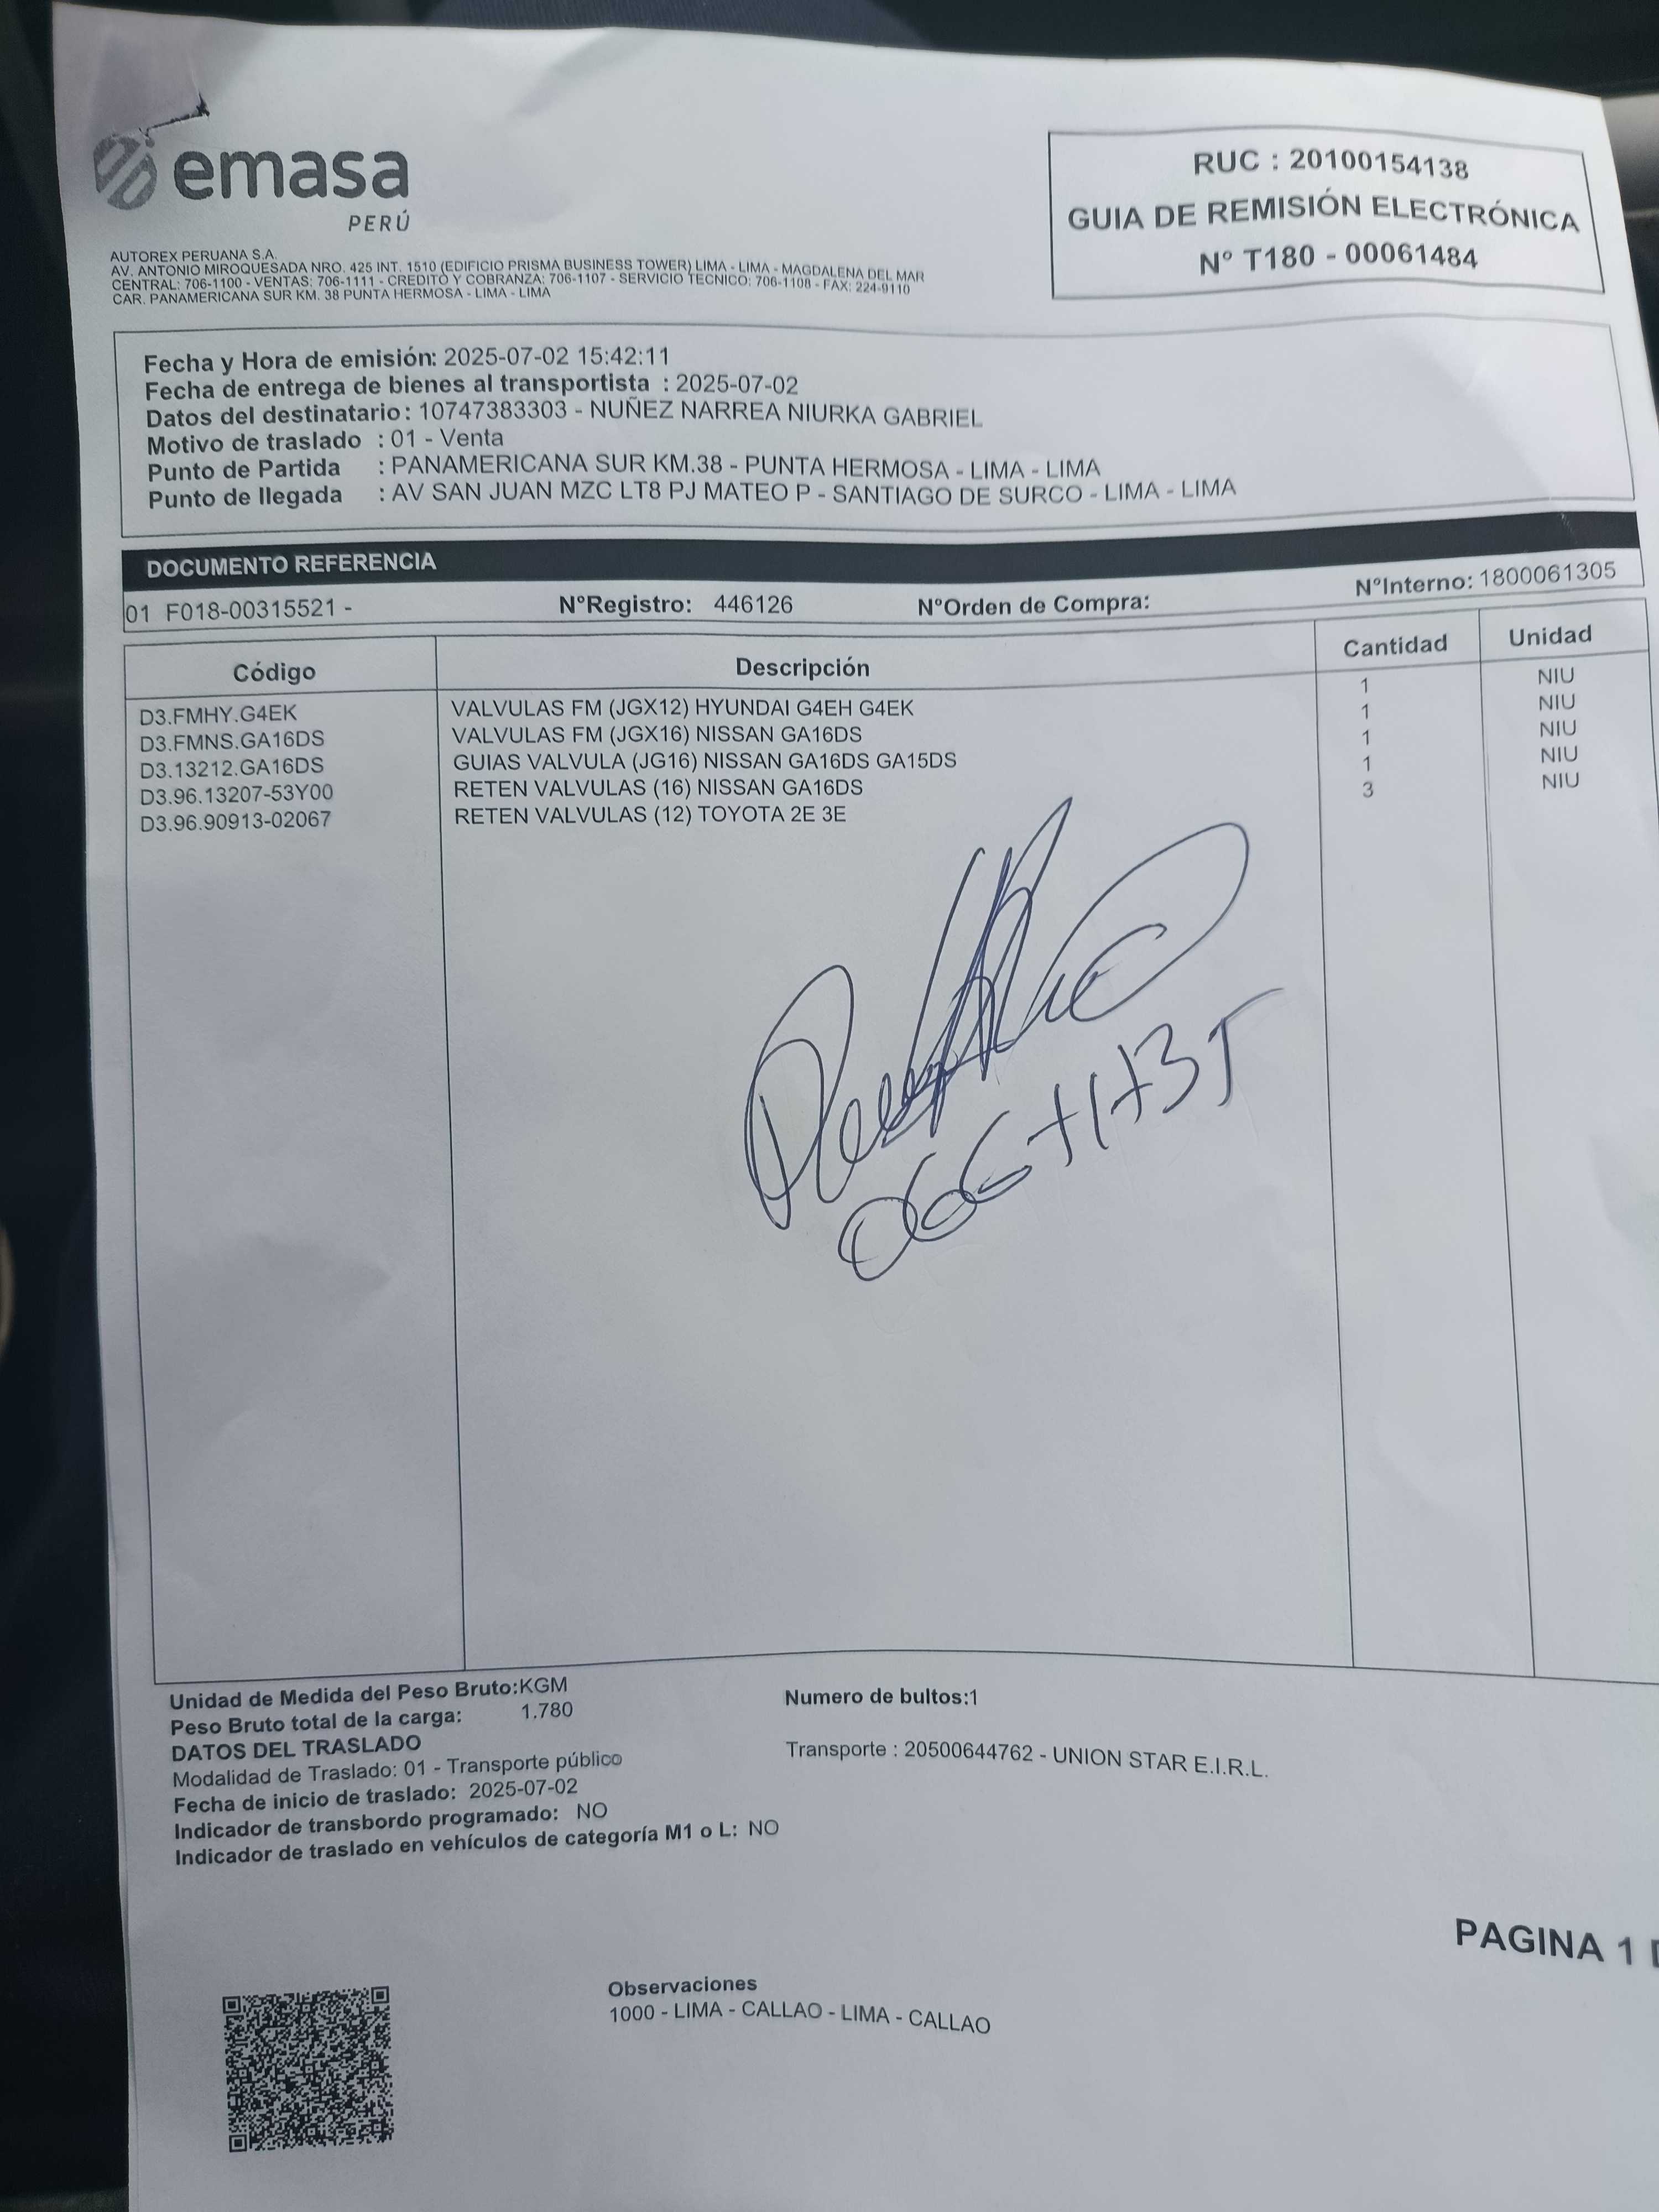 emasa
PERÚ
RUC : 20100154138
GUIA DE REMISIÓN ELECTRÓNICA
Nº T180 - 00061484
AUTOREX PERUANA S.A.
AV. ANTONIO MIROQUESADA NRO. 425 INT. 1510 (EDIFICIO PRISMA BUSINESS TOWER) LIMA - LIMA - MAGDALENA DEL MAR
CENTRAL: 706-1100 - VENTAS: 706-1111 - CREDITO Y COBRANZA: 706-1107 - SERVICIO TECNICO: 706-1108 - FAX: 224-9110
CAR. PANAMERICANA SUR KM. 38 PUNTA HERMOSA - LIMA - LIMA
Fecha y Hora de emisión: 2025-07-02 15:42:11
Fecha de entrega de bienes al transportista : 2025-07-02
Datos del destinatario: 10747383303 - NUÑEZ NARREA NIURKA GABRIEL
Motivo de traslado : 01 - Venta
Punto de Partida : PANAMERICANA SUR KM.38 - PUNTA HERMOSA - LIMA - LIMA
Punto de llegada : AV SAN JUAN MZC LT8 PJ MATEO P - SANTIAGO DE SURCO - LIMA - LIMA
DOCUMENTO REFERENCIA
01 F018-00315521 - NºRegistro: 446126 NºOrden de Compra: NºInterno: 1800061305
Código Descripción Cantidad Unidad
D3.FMHY.G4EK VALVULAS FM (JGX12) HYUNDAI G4EH G4EK 1 NIU
D3.FMNS.GA16DS VALVULAS FM (JGX16) NISSAN GA16DS 1 NIU
D3.13212.GA16DS GUIAS VALVULA (JG16) NISSAN GA16DS GA15DS 1 NIU
D3.96.13207-53Y00 RETEN VALVULAS (16) NISSAN GA16DS 1 NIU
D3.96.90913-02067 RETEN VALVULAS (12) TOYOTA 2E 3E 3 NIU
Unidad de Medida del Peso Bruto:KGM Numero de bultos:1
Peso Bruto total de la carga: 1.780
DATOS DEL TRASLADO
Modalidad de Traslado: 01 - Transporte público Transporte : 20500644762 - UNION STAR E.I.R.L.
Fecha de inicio de traslado: 2025-07-02
Indicador de transbordo programado: NO
Indicador de traslado en vehículos de categoría M1 o L: NO
PAGINA 1
Observaciones
1000 - LIMA - CALLAO - LIMA - CALLAO